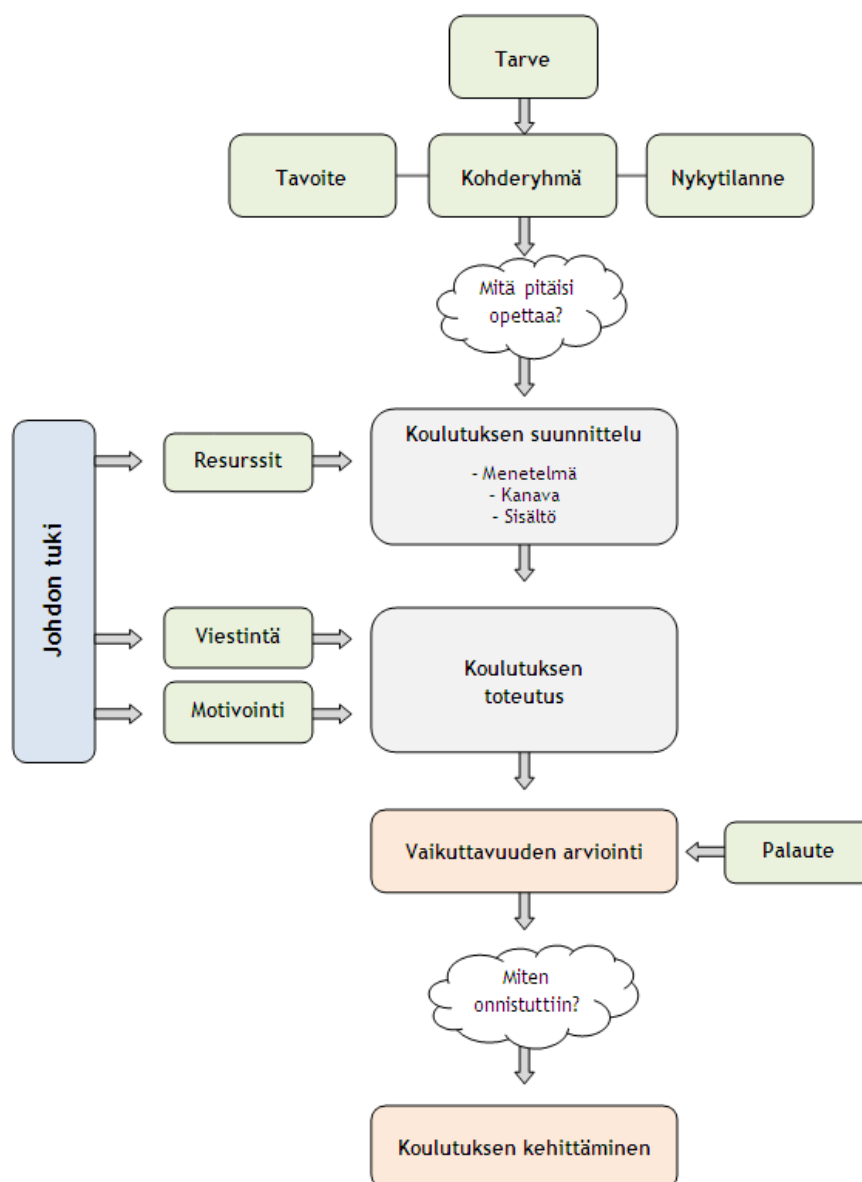 Tarve
Tavoite
Kohderyhmä
Nykytilanne
Mitä pitäisi
opettaa?
Johdon tuki
Resurssit
Koulutuksen suunnittelu
- Menetelmä
- Kanava
- Sisältö
Viestintä
Motivointi
Koulutuksen
toteutus
Vaikuttavuuden arviointi
Palaute
Miten
onnistuttiin?
Koulutuksen kehittäminen